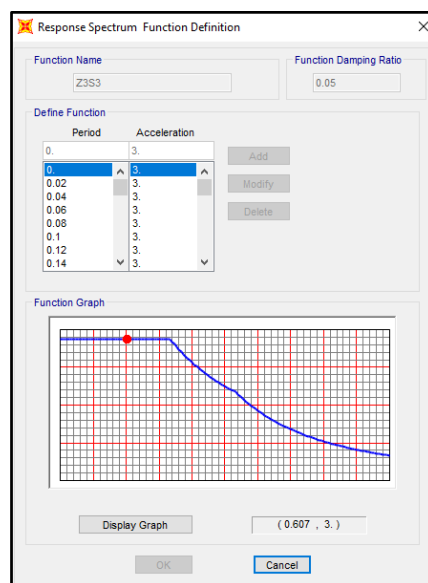 Response Spectrum Function Definition
Function Name
Z3S3
Function Damping Ratio
0.05
Define Function
Period Acceleration
0. 3.
0. 3.
0.02 3.
0.04 3.
0.06 3.
0.08 3.
0.1 3.
0.12 3.
0.14 3.
Add
Modify
Delete
Function Graph
Display Graph
( 0.607 , 3. )
OK
Cancel